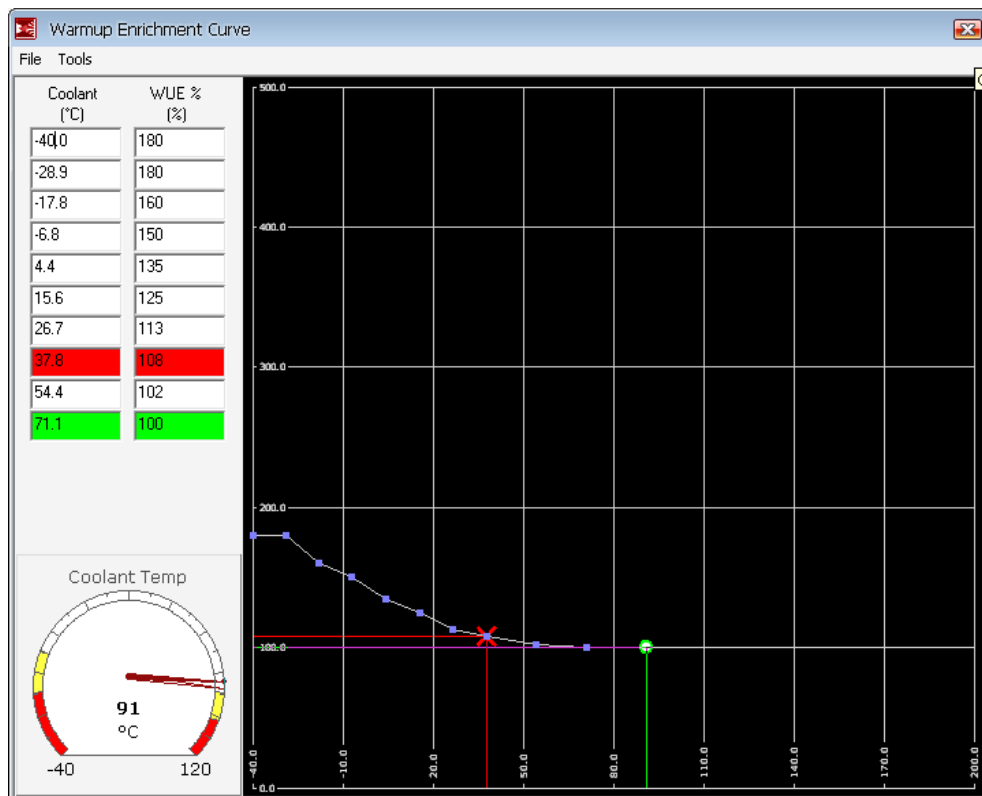 Warmup Enrichment Curve
File Tools
Coolant WUE %
(°C) (%)
-40.0 180
-28.9 180
-17.8 160
-6.8 150
4.4 135
15.6 125
26.7 113
37.8 108
54.4 102
71.1 100
500.0
400.0
300.0
200.0
100.0
0.0
-40.0 -10.0 20.0 50.0 80.0 110.0 140.0 170.0 200.0
Coolant Temp
91
ºC
-40 120